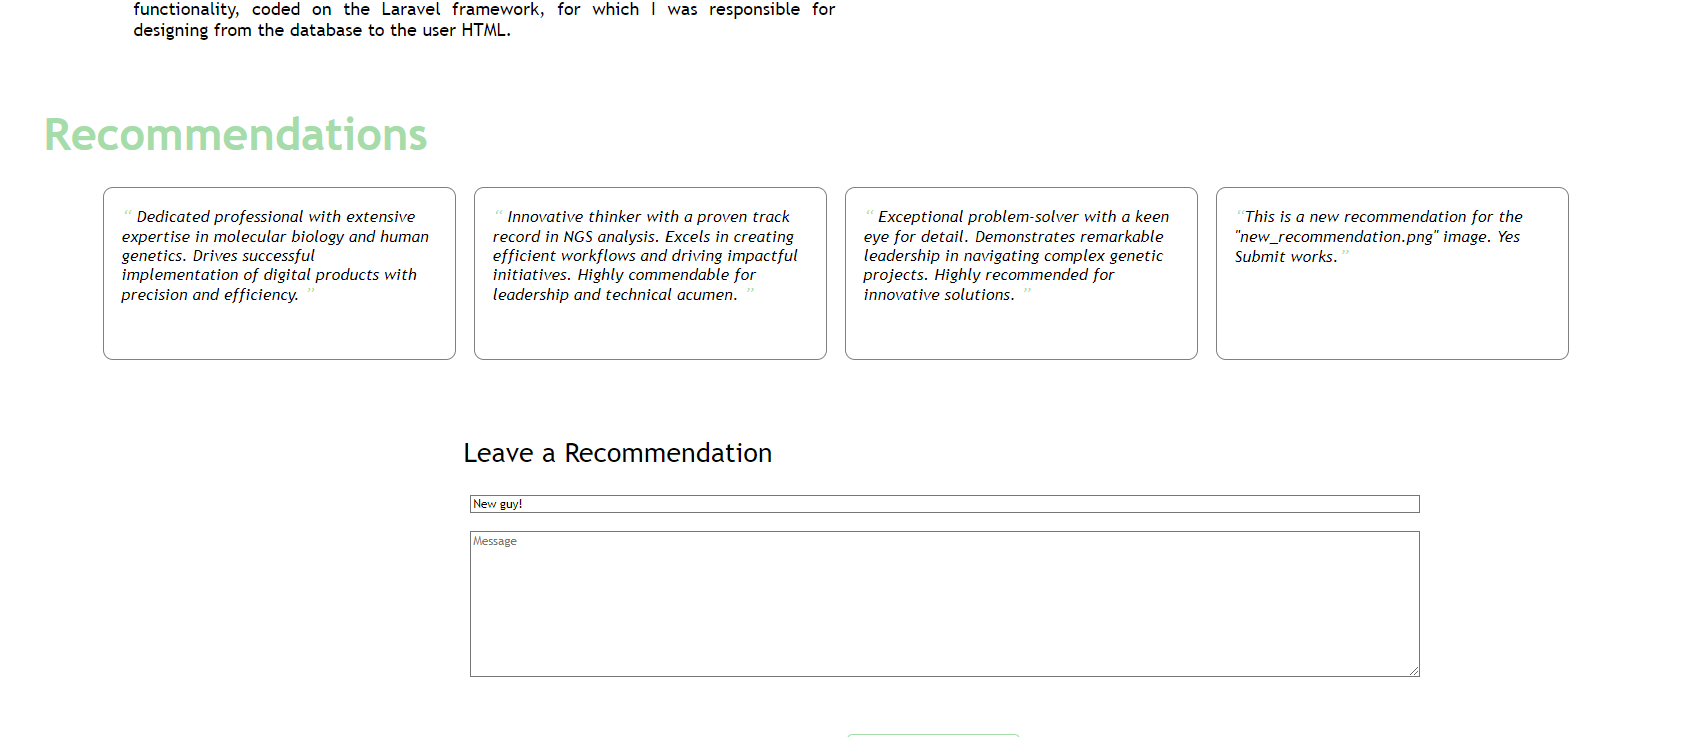 functionality, coded on the Laravel framework, for which I was responsible for
designing from the database to the user HTML.
Recommendations
“ Dedicated professional with extensive
expertise in molecular biology and human
genetics. Drives successful
implementation of digital products with
precision and efficiency. ”
“ Innovative thinker with a proven track
record in NGS analysis. Excels in creating
efficient workflows and driving impactful
initiatives. Highly commendable for
leadership and technical acumen. ”
“ Exceptional problem-solver with a keen
eye for detail. Demonstrates remarkable
leadership in navigating complex genetic
projects. Highly recommended for
innovative solutions. ”
“This is a new recommendation for the
"new_recommendation.png" image. Yes
Submit works. ”
Leave a Recommendation
New guy!
Message